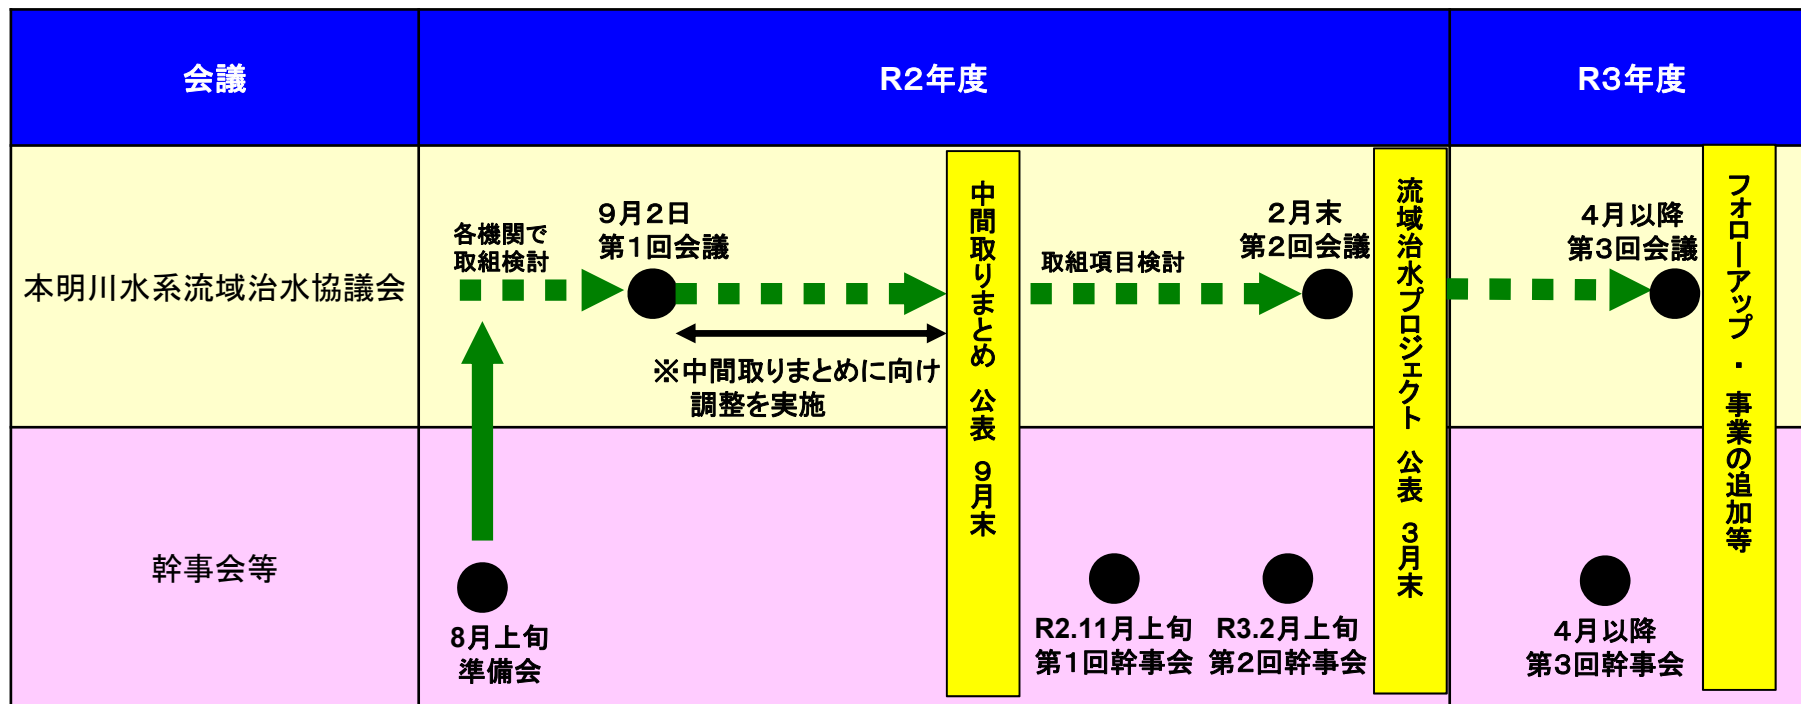 会議
R2年度
R3年度
本明川水系流域治水協議会
各機関で
取組検討
9月2日
第1回会議
※中間取りまとめに向け
調整を実施
中間取りまとめ 公表 9月末
取組項目検討
2月末
第2回会議
流域治水プロジェクト 公表 3月末
4月以降
第3回会議
フォローアップ・事業の追加等
幹事会等
8月上旬
準備会
R2.11月上旬
第1回幹事会
R3.2月上旬
第2回幹事会
4月以降
第3回幹事会